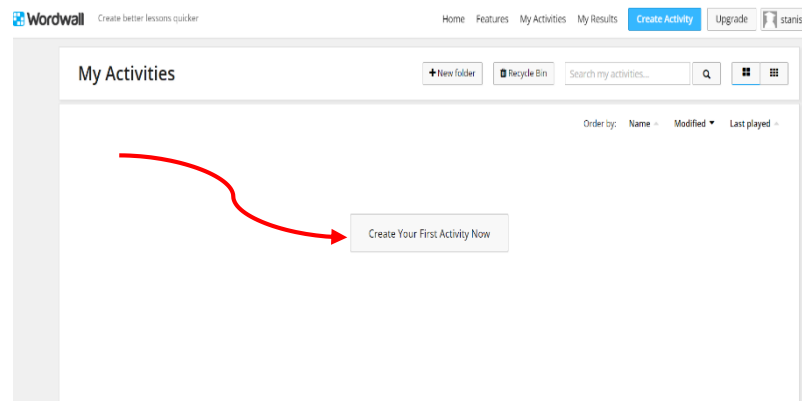 Wordwall Create better lessons quicker Home Features My Activities My Results Create Activity Upgrade stanis
My Activities New folder Recycle Bin Search my activities...
Order by: Name Modified Last played
Create Your First Activity Now